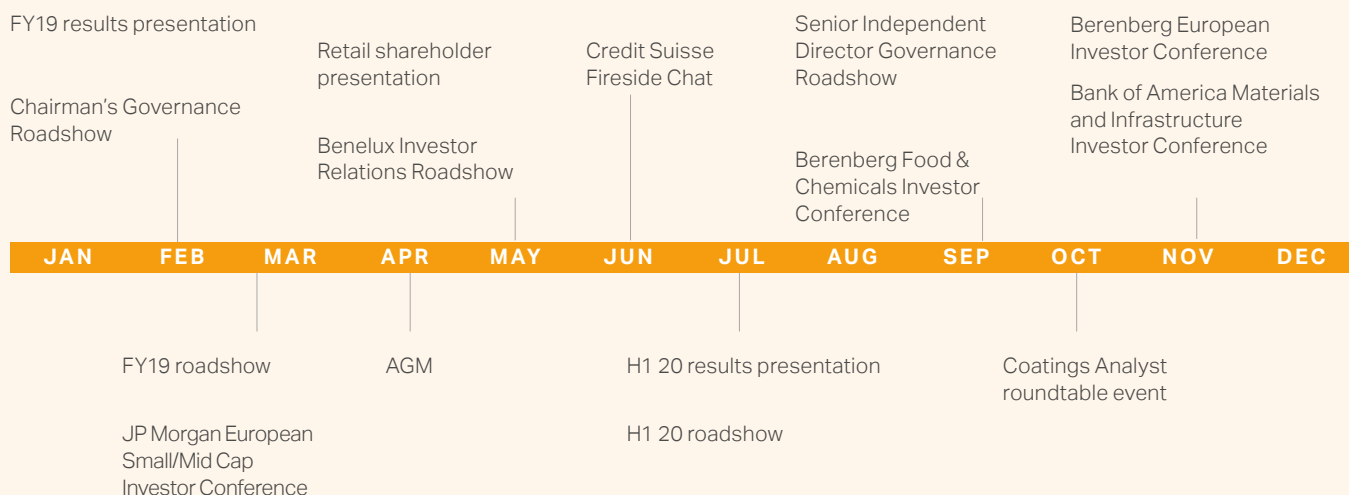 FY19 results presentation
Chairman's Governance
Roadshow
Retail shareholder
presentation
Benelux Investor
Relations Roadshow
Credit Suisse
Fireside Chat
Senior Independent
Director Governance
Roadshow
Berenberg Food &
Chemicals Investor
Conference
Berenberg European
Investor Conference
Bank of America Materials
and Infrastructure
Investor Conference
JAN FEB MAR APR MAY JUN JUL AUG SEP OCT NOV DEC
FY19 roadshow
JP Morgan European
Small/Mid Cap
Investor Conference
AGM
H1 20 results presentation
H1 20 roadshow
Coatings Analyst
roundtable event